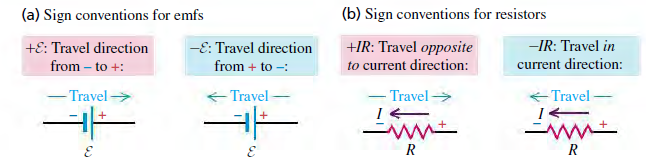 (a) Sign conventions for emfs
+ℰ: Travel direction
from – to +:
–ℰ: Travel direction
from + to –:
Travel
– +
ℰ
Travel
– +
ℰ
(b) Sign conventions for resistors
+IR: Travel opposite
to current direction:
–IR: Travel in
current direction:
Travel
I
– +
R
Travel
I
– +
R